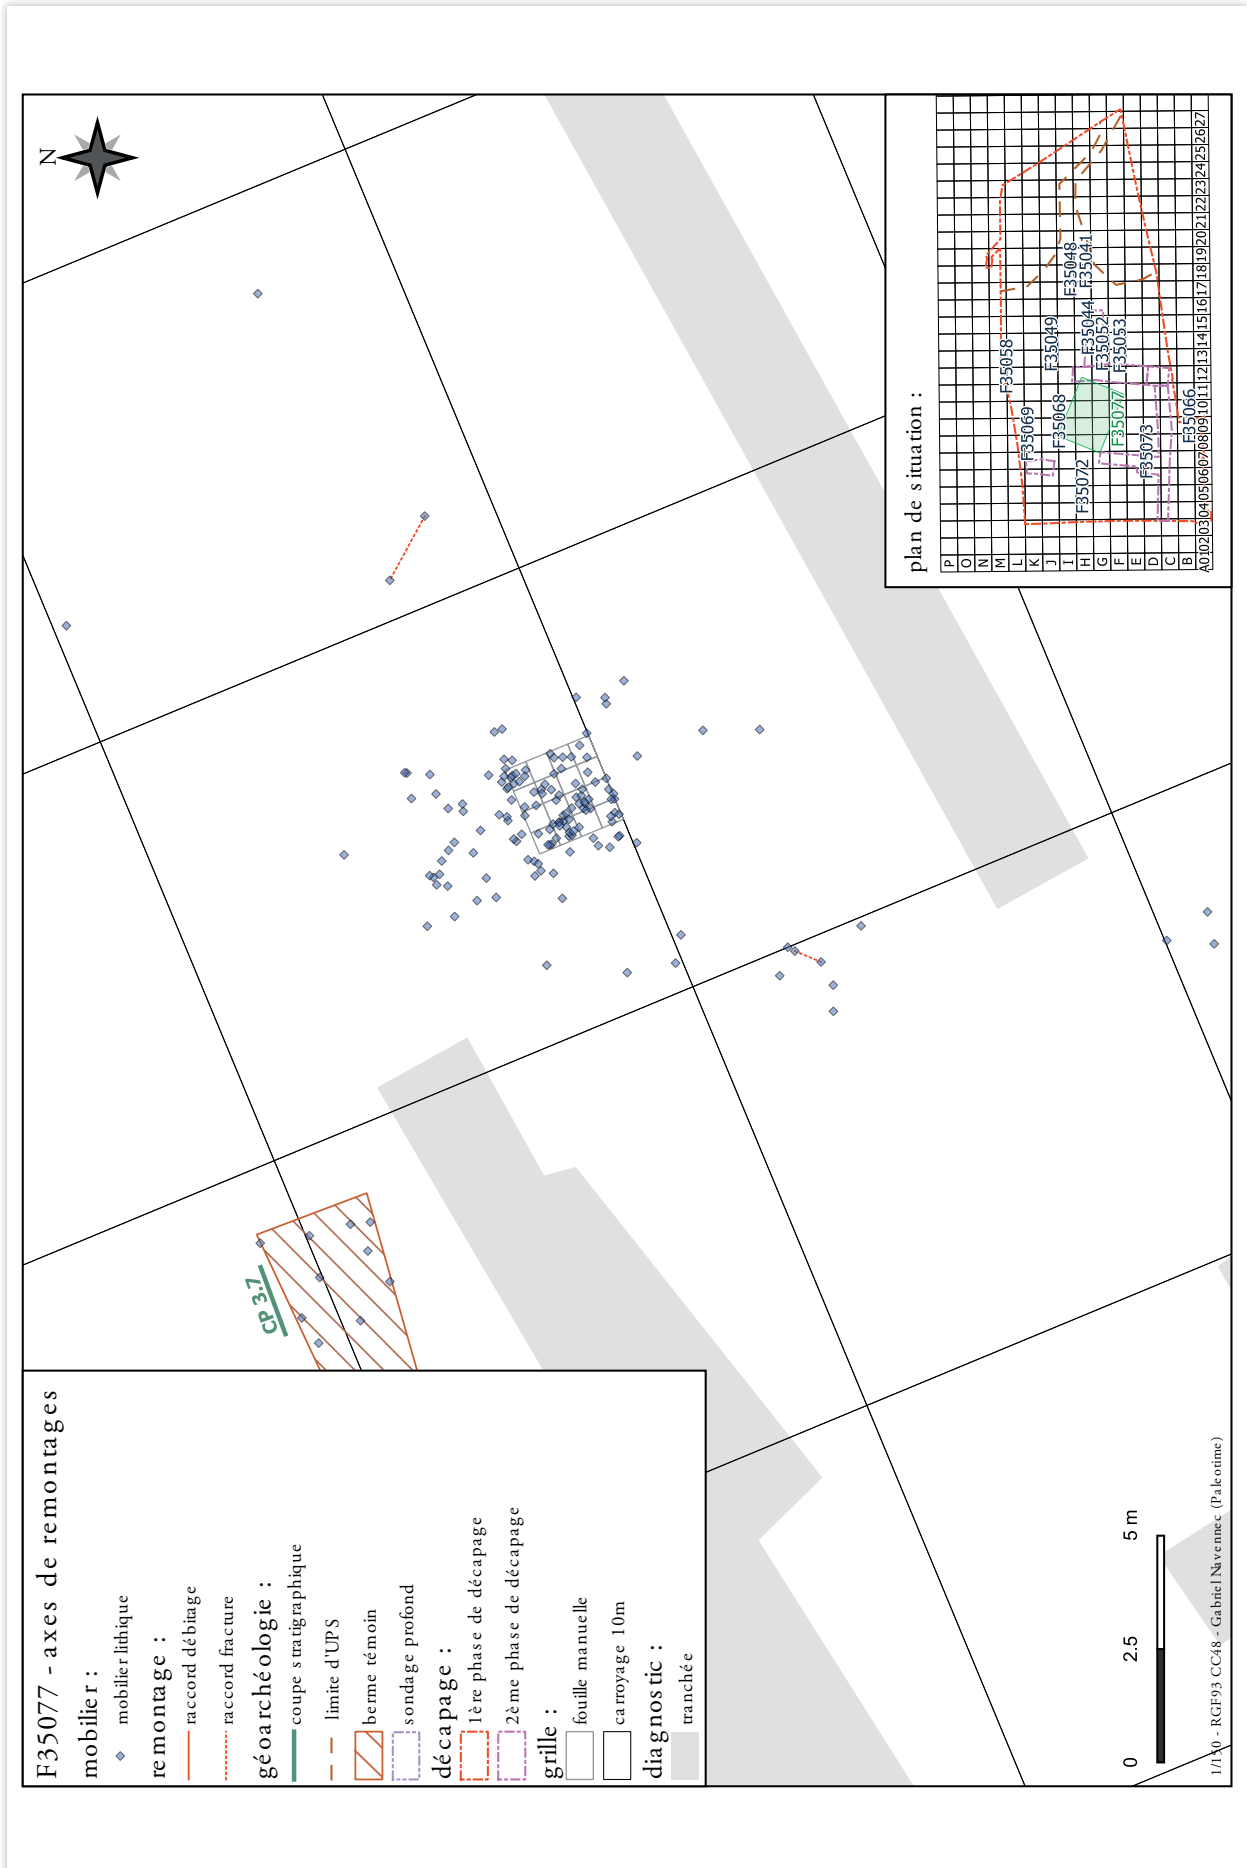 F35077 - axes de remontages
mobilier :
mobilier lithique
remontage :
raccord débitage
raccord fracture
géoarchéologie :
coupe stratigraphique
limite d'UPS
berme témoin
sondage profond
décapage :
1ère phase de décapage
2ème phase de décapage
grille :
fouille manuelle
carroyage 10m
diagnostic :
tranchée
CP 3.7
N
0 2.5 5 m
1/150 - RGF93 CC48 - Gabriel Navennec (Paleotime)
plan de situation :
P
O
N
M
L
K
J
I
H
G
F
E
D
C
B
A01 02 03 04 05 06 07 08 09 10 11 12 13 14 15 16 17 18 19 20 21 22 23 24 25 26 27
F35058
F35069
F35049
F35068
F35048
F35041
F35072
F35044
F35052
F35077
F35053
F35073
F35066